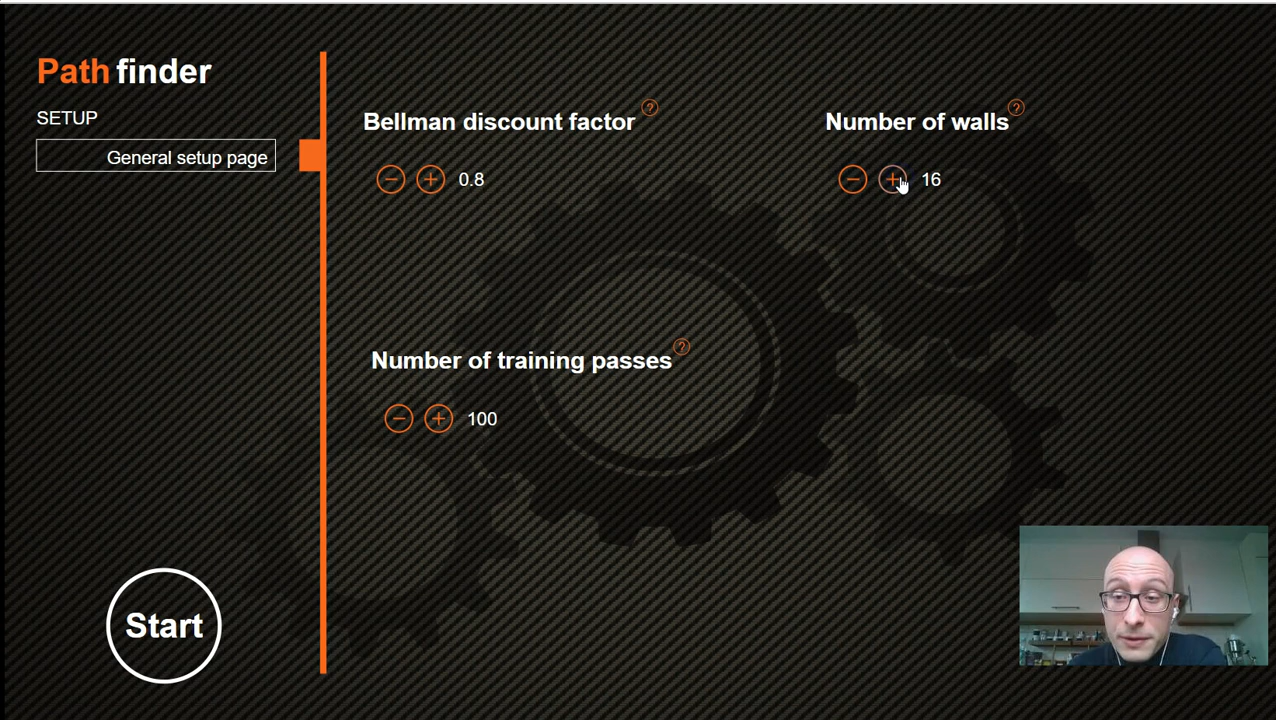 Path finder
SETUP
General setup page
Bellman discount factor ?
Number of walls ?
− + 0.8
− + 16
Number of training passes ?
− + 100
Start